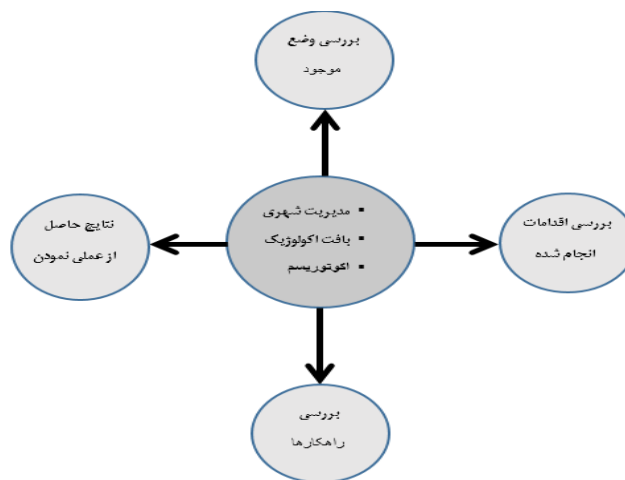 بررسی وضع
موجود
مدیریت شهری
بافت اکولوژیک
اکوتوریسم
بررسی اقدامات
انجام شده
نتایج حاصل
از عملی نمودن
بررسی
راهکارها